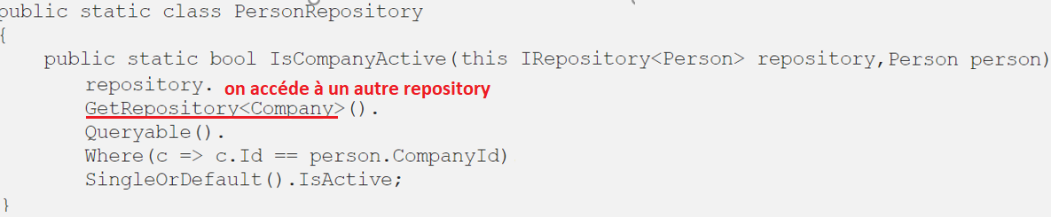 public static class PersonRepository
{
public static bool IsCompanyActive(this IRepository<Person> repository,Person person)
repository. on accéde à un autre repository
GetRepository<Company>().
Queryable().
Where(c => c.Id == person.CompanyId)
SingleOrDefault().IsActive;
}